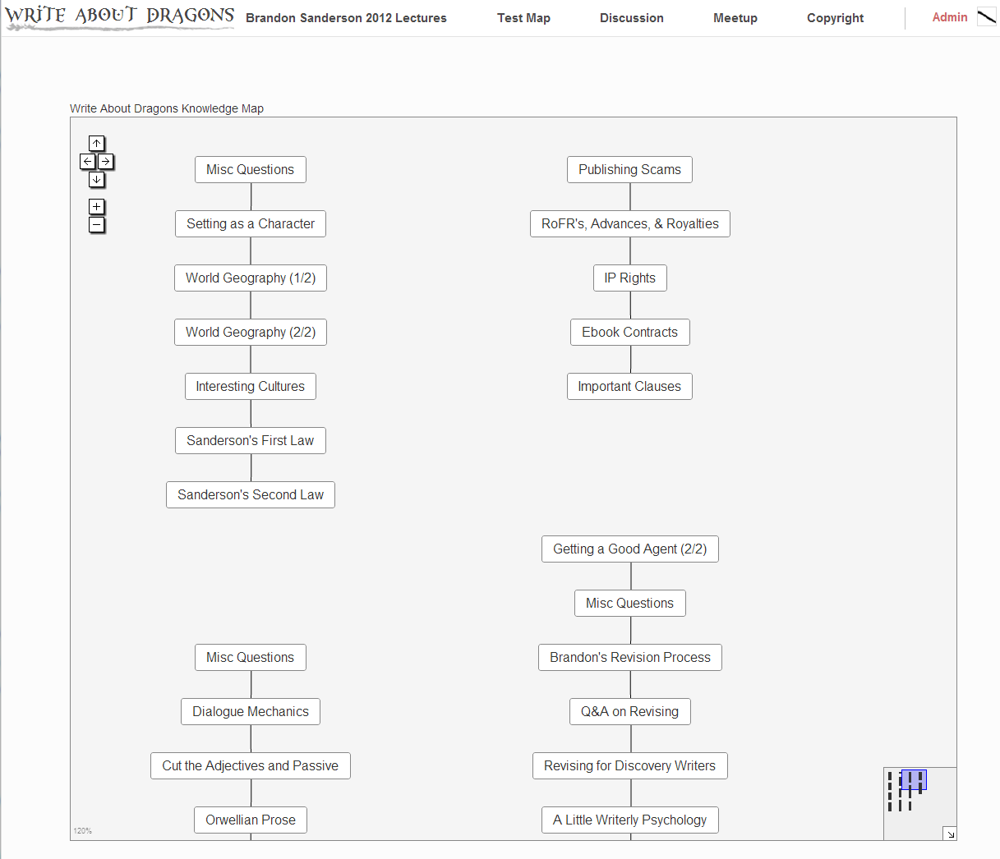 WRITE ABOUT DRAGONS
Brandon Sanderson 2012 Lectures
Test Map
Discussion
Meetup
Copyright
Admin
Write About Dragons Knowledge Map
Misc Questions
Setting as a Character
World Geography (1/2)
World Geography (2/2)
Interesting Cultures
Sanderson's First Law
Sanderson's Second Law
Publishing Scams
RoFR's, Advances, & Royalties
IP Rights
Ebook Contracts
Important Clauses
Misc Questions
Dialogue Mechanics
Cut the Adjectives and Passive
Orwellian Prose
Getting a Good Agent (2/2)
Misc Questions
Brandon's Revision Process
Q&A on Revising
Revising for Discovery Writers
A Little Writerly Psychology
120%